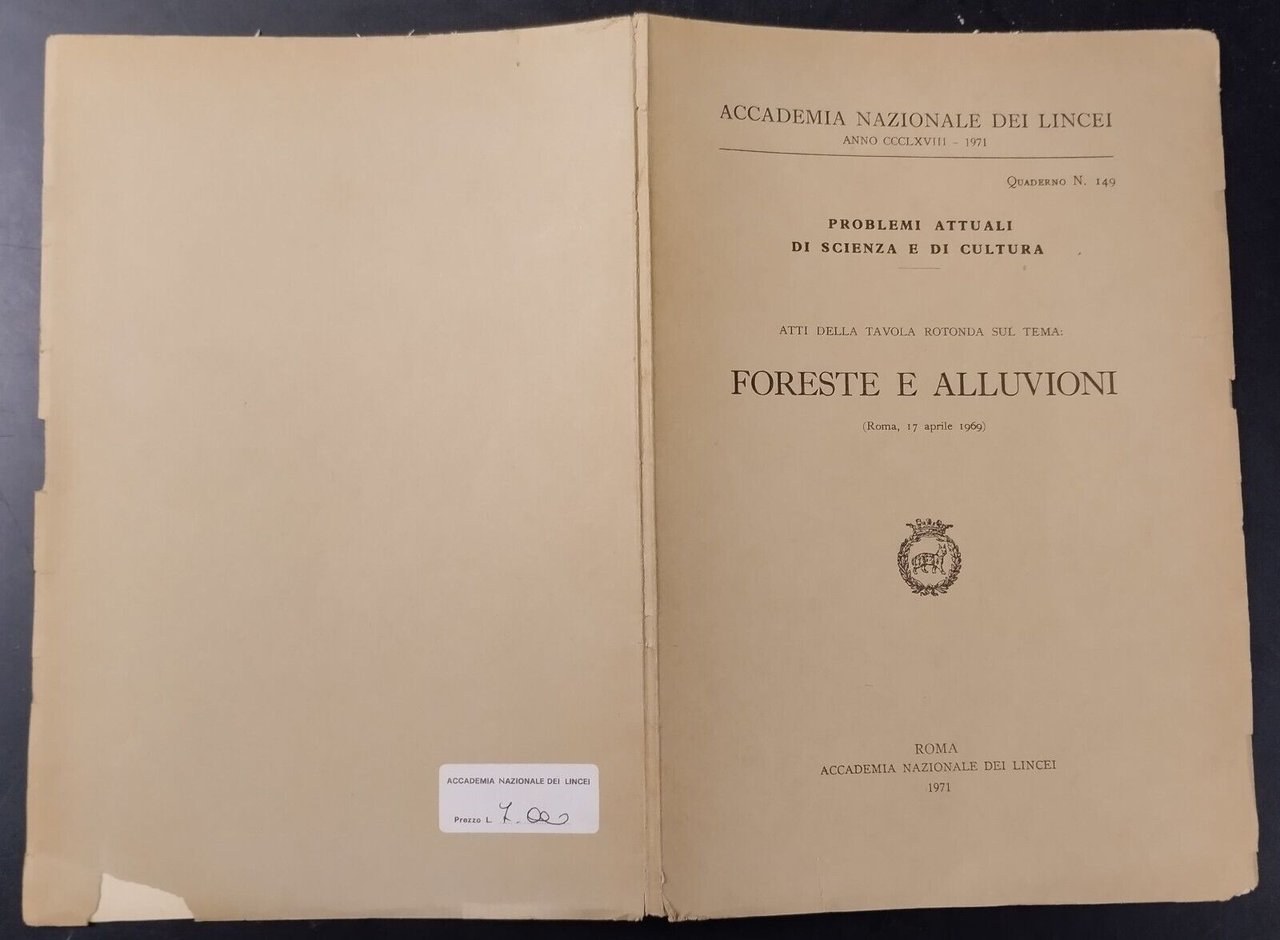 ACCADEMIA NAZIONALE DEI LINCEI
ANNO CCCLXVIII – 1971
QUADERNO N. 149
PROBLEMI ATTUALI
DI SCIENZA E DI CULTURA
ATTI DELLA TAVOLA ROTONDA SUL TEMA:
FORESTE E ALLUVIONI
(Roma, 17 aprile 1969)
ROMA
ACCADEMIA NAZIONALE DEI LINCEI
1971
ACCADEMIA NAZIONALE DEI LINCEI
Prezzo L.